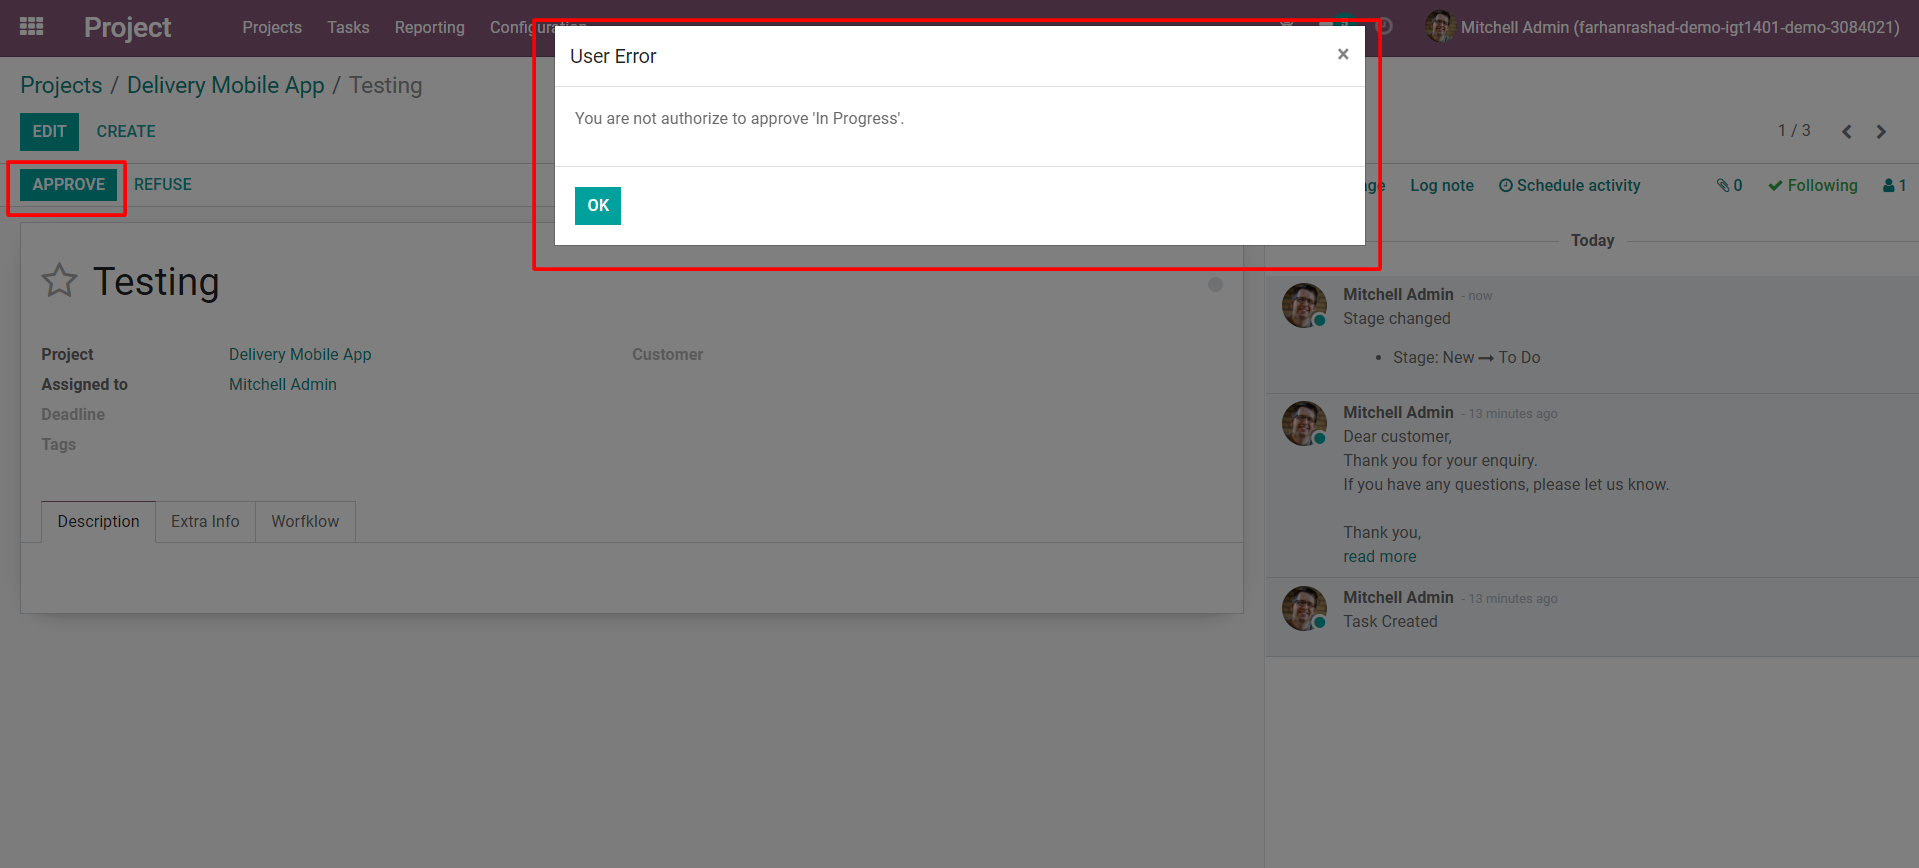 Project
Projects
Tasks
Reporting
Configuration
Mitchell Admin (farhanrashad-demo-igt1401-demo-3084021)
Projects / Delivery Mobile App / Testing
EDIT
CREATE
1 / 3
APPROVE
REFUSE
Log note
Schedule activity
0
Following
1
User Error
×
You are not authorize to approve 'In Progress'.
OK
Testing
Project
Delivery Mobile App
Customer
Assigned to
Mitchell Admin
Deadline
Tags
Description
Extra Info
Worfklow
Today
Mitchell Admin - now
Stage changed
• Stage: New → To Do
Mitchell Admin - 13 minutes ago
Dear customer,
Thank you for your enquiry.
If you have any questions, please let us know.
Thank you,
read more
Mitchell Admin - 13 minutes ago
Task Created